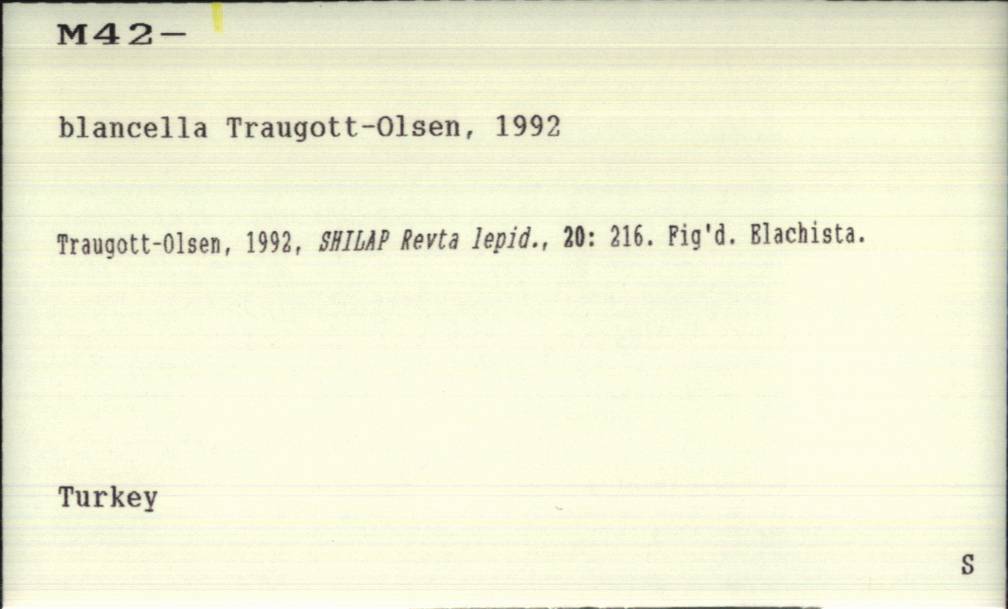 M42-
blancella Traugott-Olsen, 1992
Traugott-Olsen, 1992, SHILAP Revta lepid., 20: 216. Fig'd. Elachista.
Turkey
S